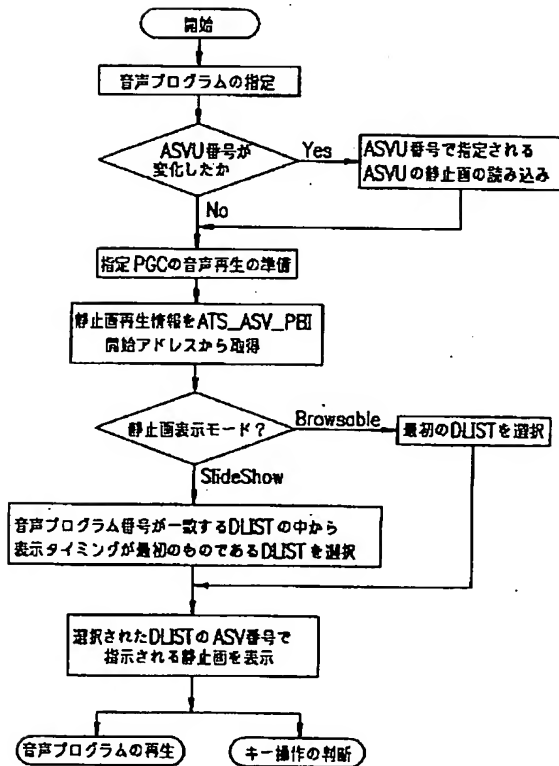 開始
音声プログラムの指定
ASVU番号が
変化したか
Yes
ASVU番号で指定される
ASVUの静止画の読み込み
No
指定PGCの音声再生の準備
静止画再生情報をATS_ASV_PBI
開始アドレスから取得
静止画表示モード?
Browsable
最初のDLISTを選択
SlideShow
音声プログラム番号が一致するDLISTの中から
表示タイミングが最初のものであるDLISTを選択
選択されたDLISTのASV番号で
指示される静止画を表示
音声プログラムの再生
キー操作の判断